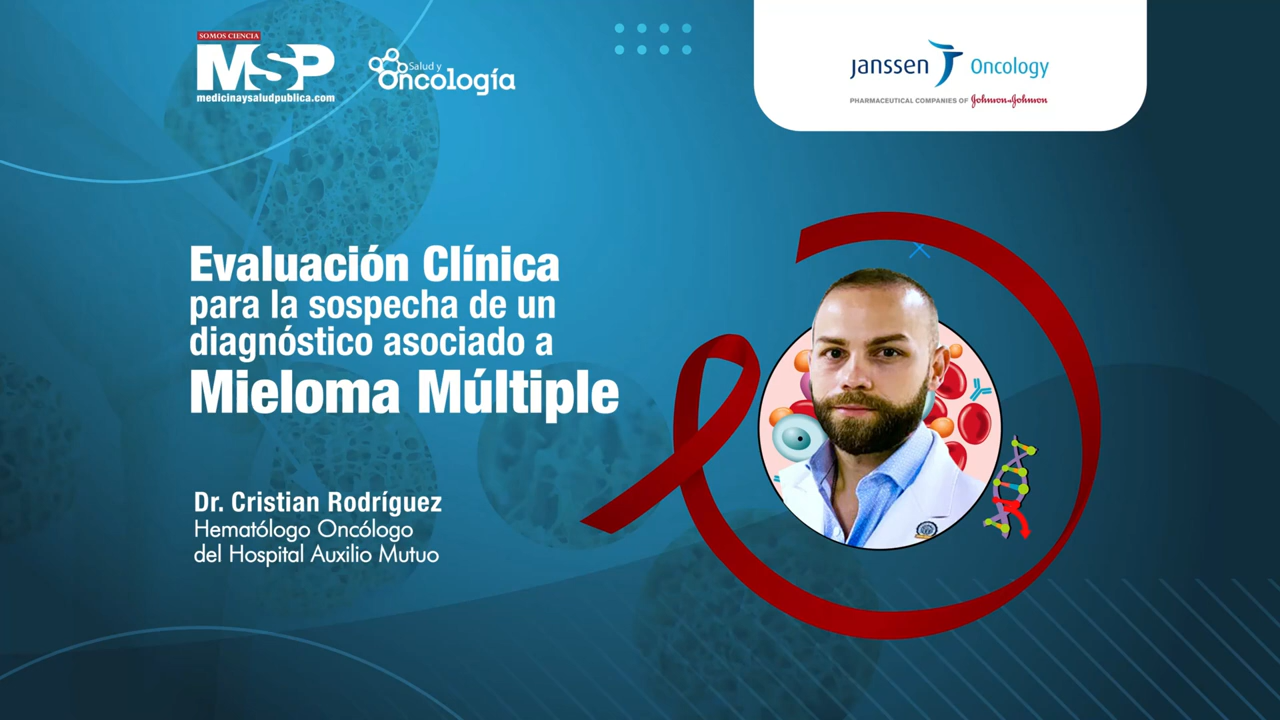 SOMOS CIENCIA
MSP
medicinaysaludpublica.com
Salud y
Oncología
janssen Oncology
PHARMACEUTICAL COMPANIES OF Johnson & Johnson
Evaluación Clínica
para la sospecha de un
diagnóstico asociado a
Mieloma Múltiple
Dr. Cristian Rodríguez
Hematólogo Oncólogo
del Hospital Auxilio Mutuo